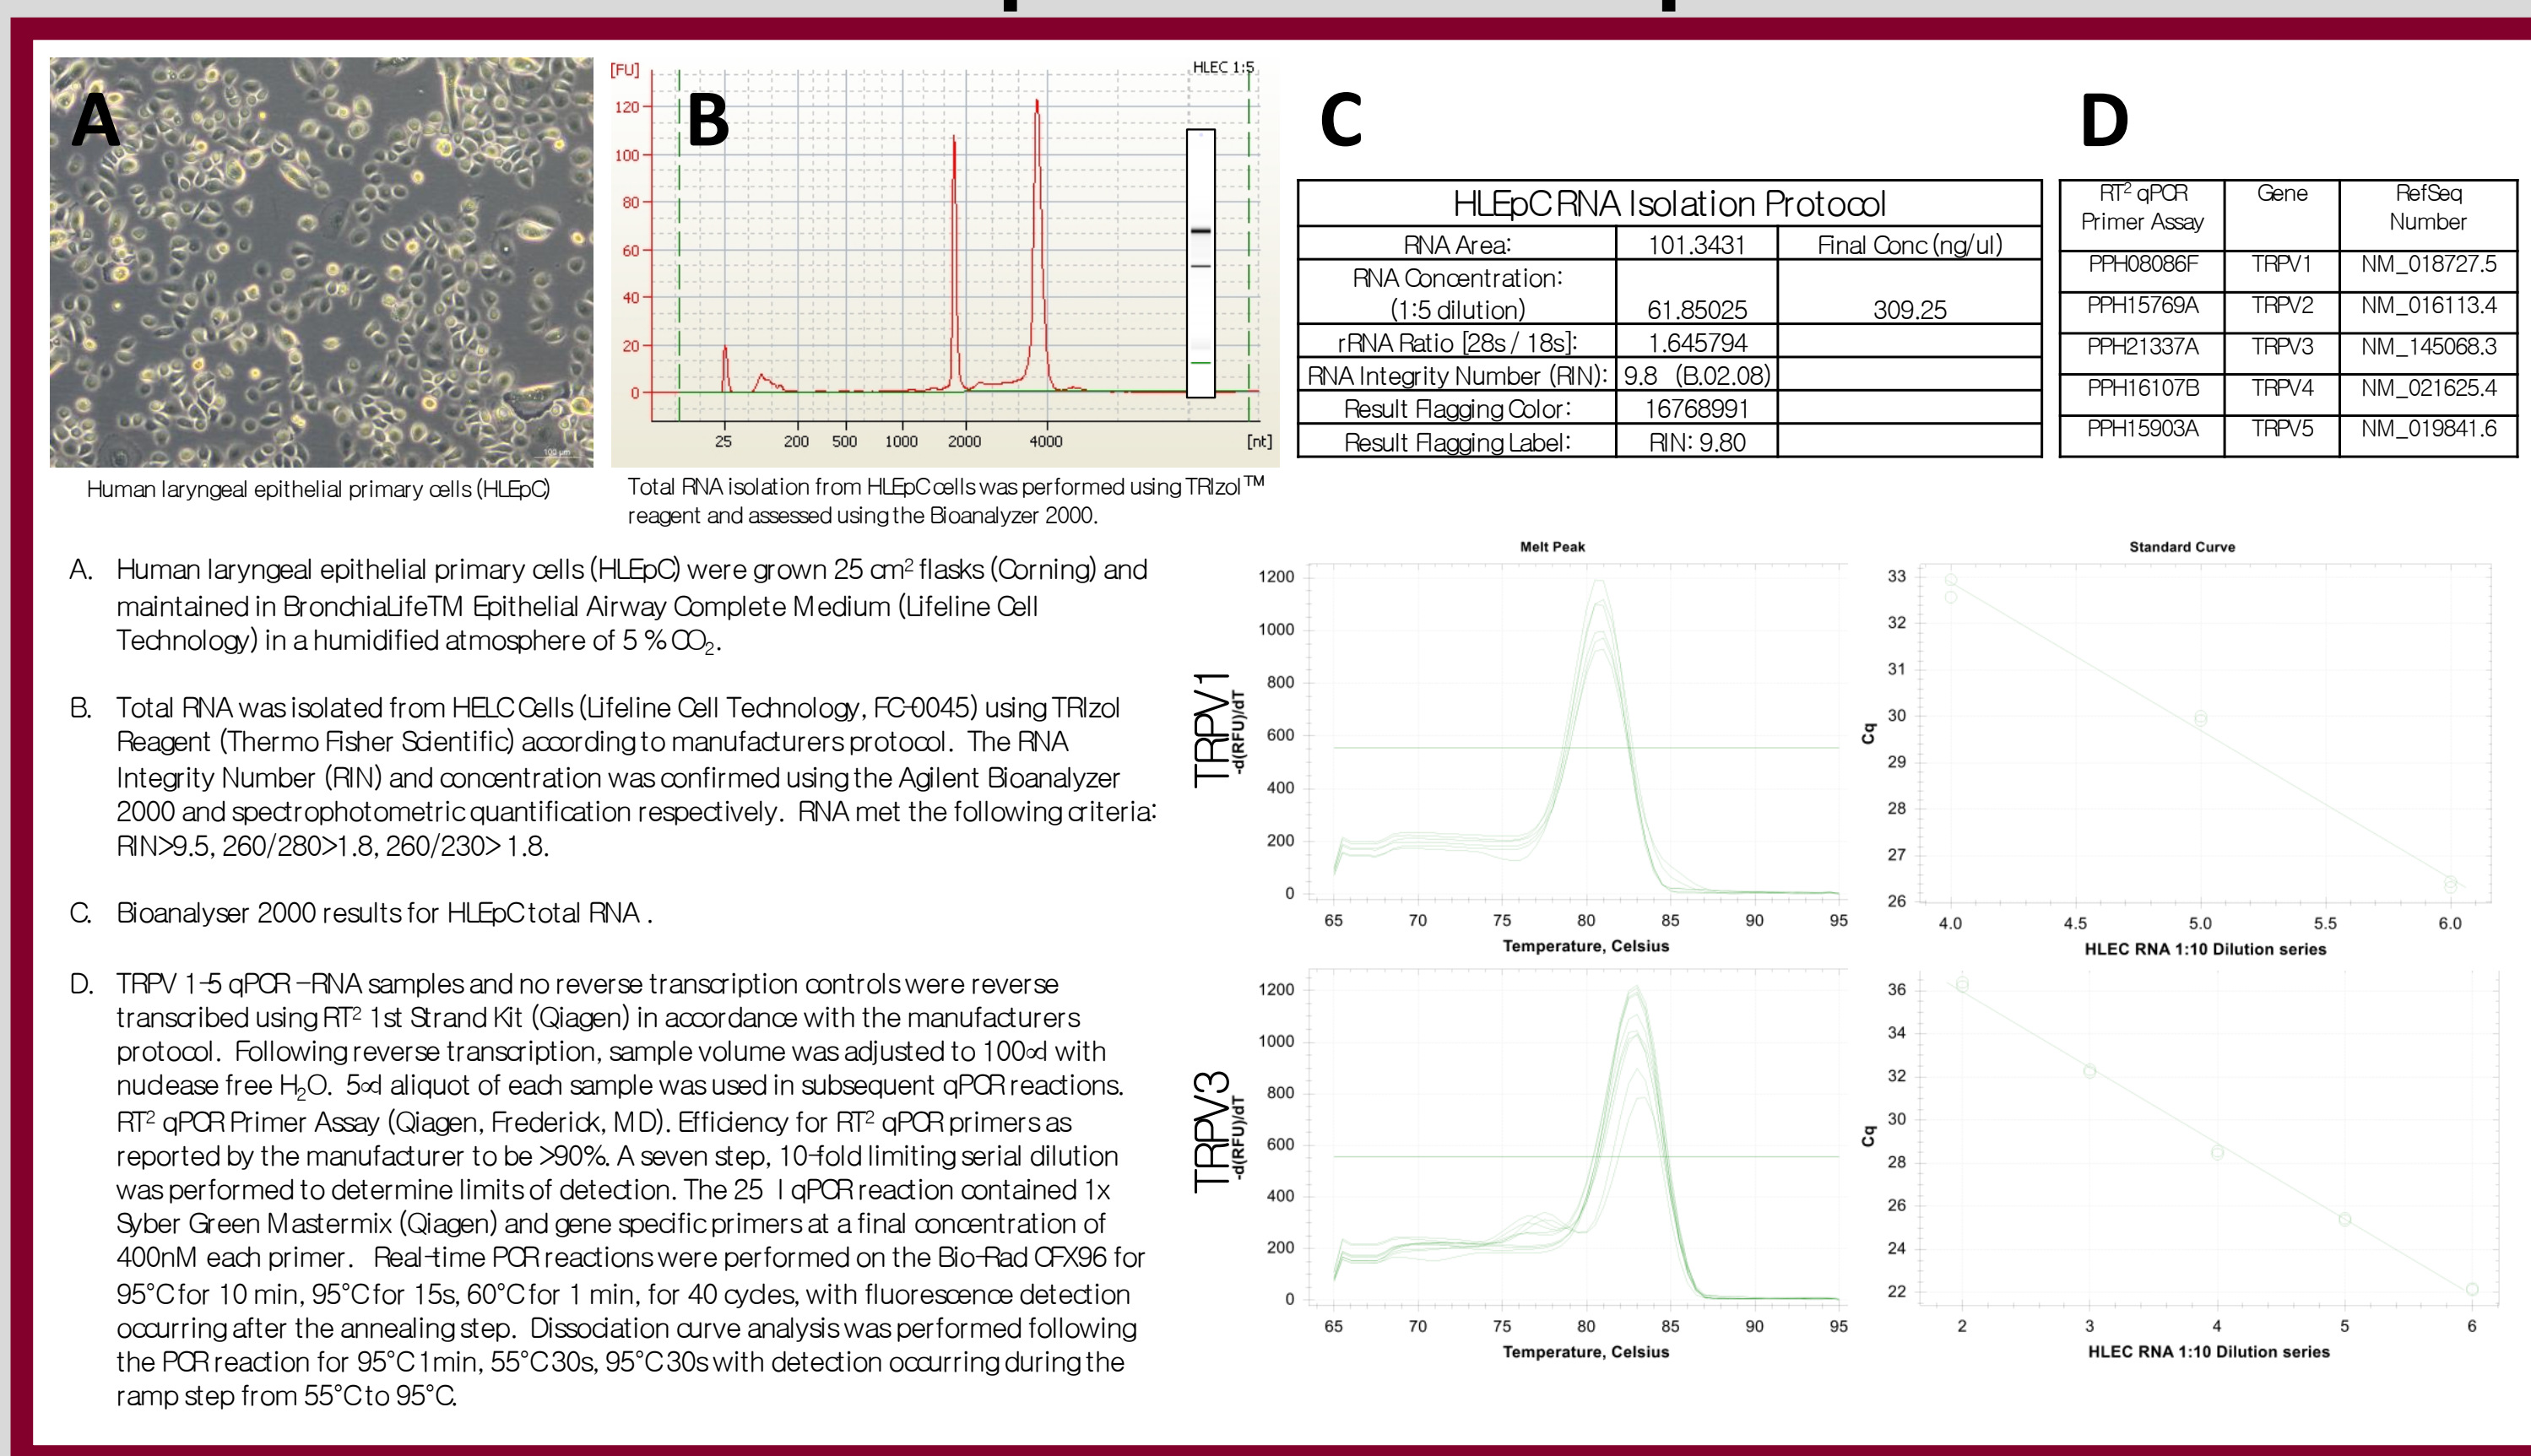 A
100 µm
Human laryngeal epithelial primary cells (HLEpC)
B
[FU]
HLEC 1:5
120
100
80
60
40
20
0
25 200 500 1000 2000 4000 [nt]
Total RNA isolation from HLEpC cells was performed using TRIzol™
reagent and assessed using the Bioanalyzer 2000.
C
HLEpC RNA Isolation Protocol
RNA Area: 101.3431 Final Conc (ng/ul)
RNA Concentration:
(1:5 dilution) 61.85025 309.25
rRNA Ratio [28s / 18s]: 1.645794
RNA Integrity Number (RIN): 9.8 (B.02.08)
Result Flagging Color: 16768991
Result Flagging Label: RIN: 9.80
D
RT² qPCR Gene RefSeq
Primer Assay Number
PPH08086F TRPV1 NM_018727.5
PPH15769A TRPV2 NM_016113.4
PPH21337A TRPV3 NM_145068.3
PPH16107B TRPV4 NM_021625.4
PPH15903A TRPV5 NM_019841.6
A. Human laryngeal epithelial primary cells (HLEpC) were grown 25 cm² flasks (Corning) and
maintained in BronchiaLifeTM Epithelial Airway Complete Medium (Lifeline Cell
Technology) in a humidified atmosphere of 5 % CO₂.
B. Total RNA was isolated from HELC Cells (Lifeline Cell Technology, FC-0045) using TRIzol
Reagent (Thermo Fisher Scientific) according to manufacturers protocol. The RNA
Integrity Number (RIN) and concentration was confirmed using the Agilent Bioanalyzer
2000 and spectrophotometric quantification respectively. RNA met the following criteria:
RIN>9.5, 260/280>1.8, 260/230> 1.8.
C. Bioanalyser 2000 results for HLEpC total RNA .
D. TRPV 1-5 qPCR –RNA samples and no reverse transcription controls were reverse
transcribed using RT² 1st Strand Kit (Qiagen) in accordance with the manufacturers
protocol. Following reverse transcription, sample volume was adjusted to 100∝l with
nuclease free H₂O. 5∝l aliquot of each sample was used in subsequent qPCR reactions.
RT² qPCR Primer Assay (Qiagen, Frederick, MD). Efficiency for RT² qPCR primers as
reported by the manufacturer to be >90%. A seven step, 10-fold limiting serial dilution
was performed to determine limits of detection. The 25 l qPCR reaction contained 1x
Syber Green Mastermix (Qiagen) and gene specific primers at a final concentration of
400nM each primer. Real-time PCR reactions were performed on the Bio-Rad CFX96 for
95°C for 10 min, 95°C for 15s, 60°C for 1 min, for 40 cycles, with fluorescence detection
occurring after the annealing step. Dissociation curve analysis was performed following
the PCR reaction for 95°C 1min, 55°C 30s, 95°C 30s with detection occurring during the
ramp step from 55°C to 95°C.
TRPV1
Melt Peak
-d(RFU)/dT
1200
1000
800
600
400
200
0
65 70 75 80 85 90 95
Temperature, Celsius
Standard Curve
Cq
33
32
31
30
29
28
27
26
4.0 4.5 5.0 5.5 6.0
HLEC RNA 1:10 Dilution series
TRPV3
-d(RFU)/dT
1200
1000
800
600
400
200
0
65 70 75 80 85 90 95
Temperature, Celsius
Cq
36
34
32
30
28
26
24
22
2 3 4 5 6
HLEC RNA 1:10 Dilution series